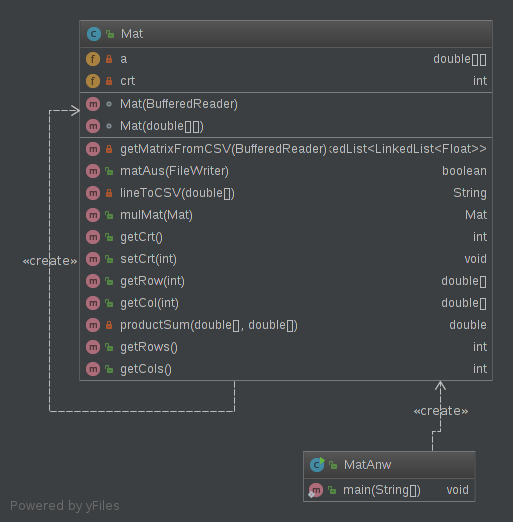 Mat
a double[][]
crt int
Mat(BufferedReader)
Mat(double[][])
getMatrixFromCSV(BufferedReader):kedList<LinkedList<Float>>
matAus(FileWriter) boolean
lineToCSV(double[]) String
mulMat(Mat) Mat
getCrt() int
setCrt(int) void
«create»
getRow(int) double[]
getCol(int) double[]
productSum(double[], double[]) double
getRows() int
getCols() int
«create»
MatAnw
main(String[]) void
Powered by yFiles